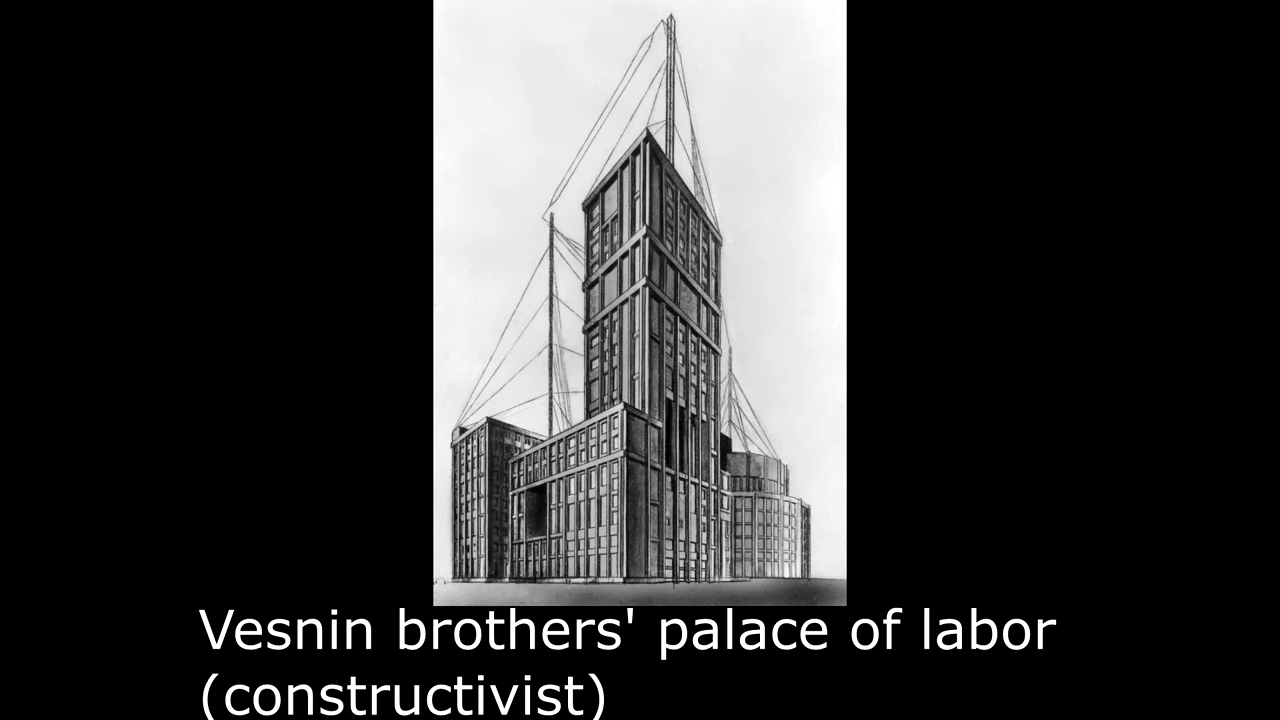 Vesnin brothers' palace of labor
(constructivist)